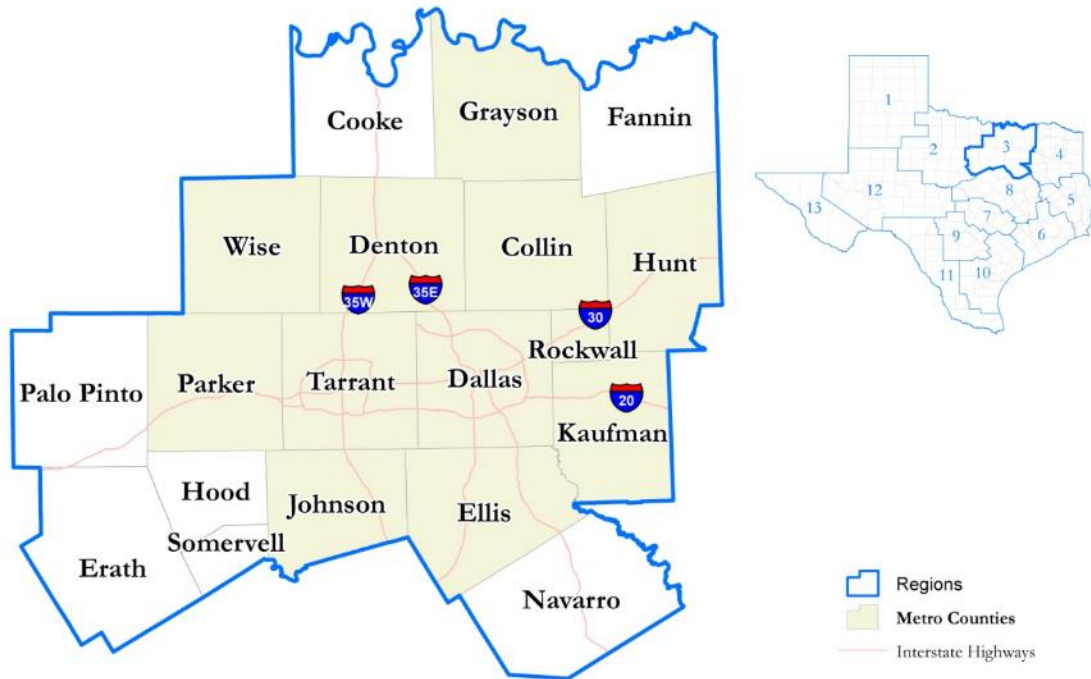 Cooke
Grayson
Fannin
Wise
Denton
Collin
Hunt
35W
35E
30
Rockwall
Palo Pinto
Parker
Tarrant
Dallas
20
Kaufman
Hood
Johnson
Ellis
Somervell
Erath
Navarro
1
2
3
4
12
8
5
13
7
9
6
11
10
Regions
Metro Counties
Interstate Highways